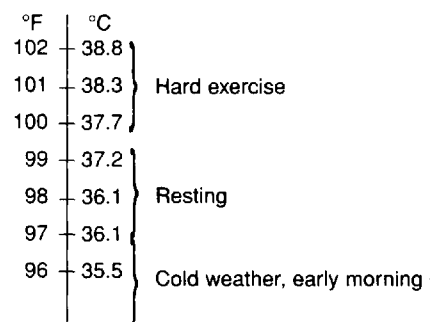 °F °C
102 38.8
101 38.3 Hard exercise
100 37.7
99 37.2
98 36.1 Resting
97 36.1
96 35.5 Cold weather, early morning